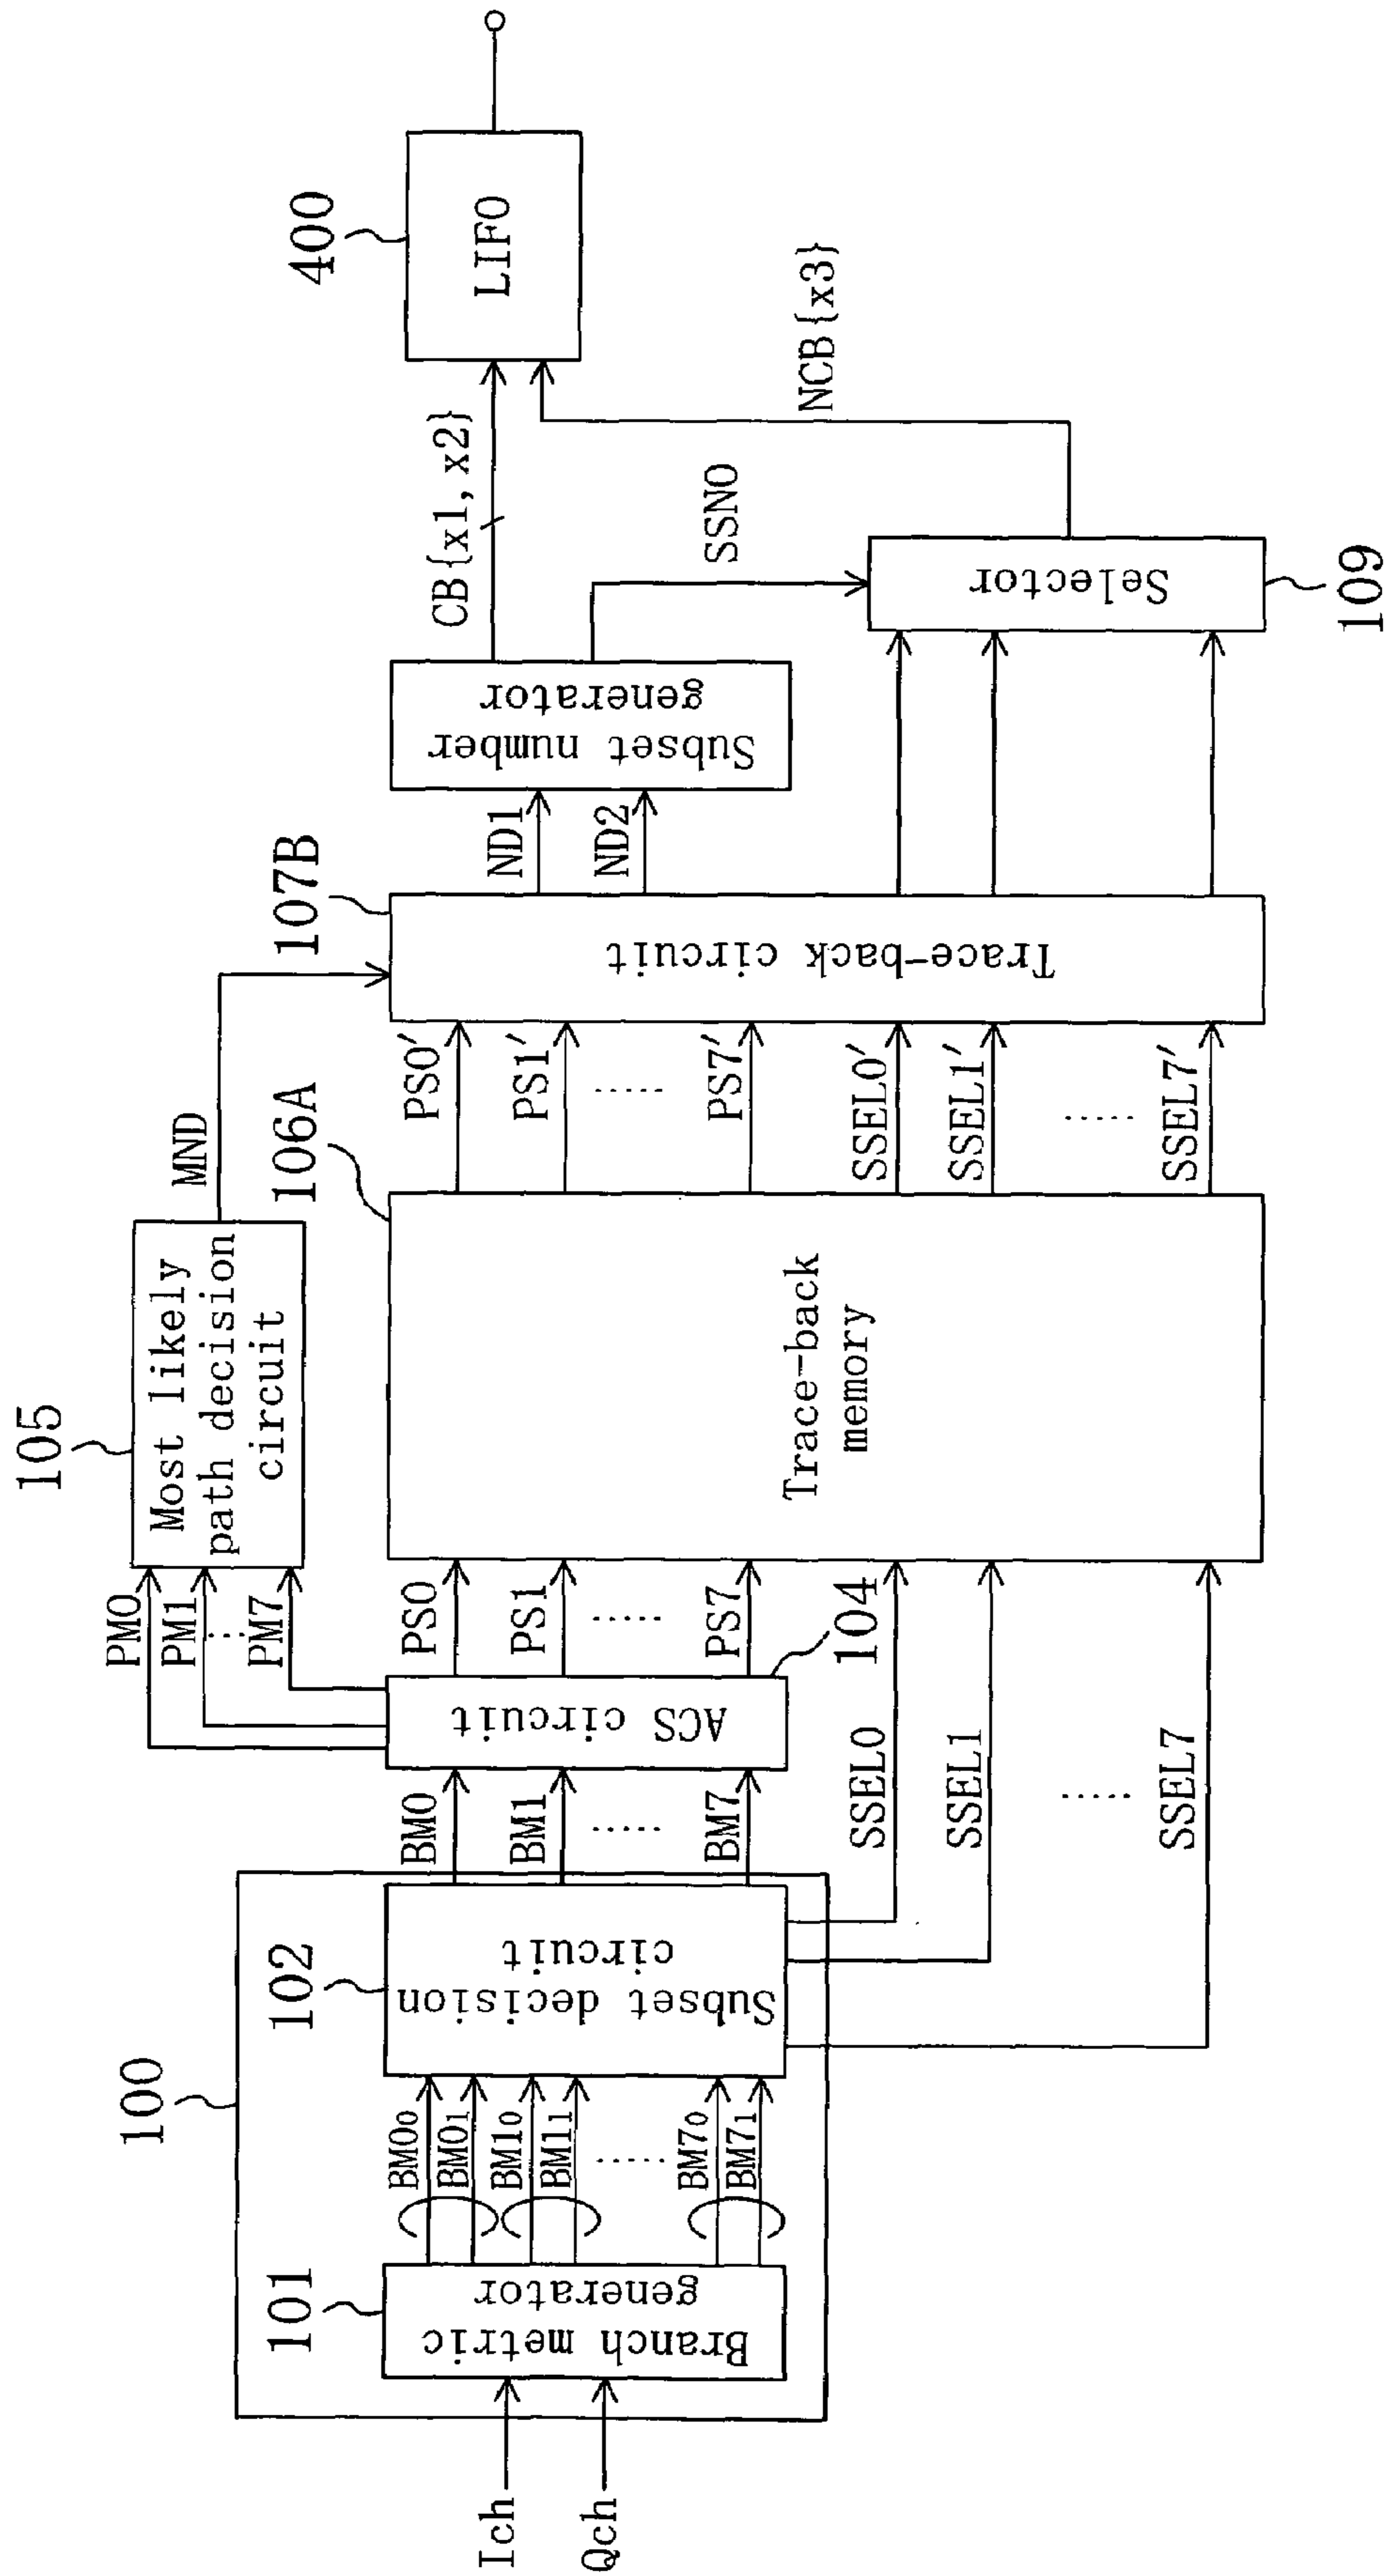 Ich
Qch
100
101
Branch metric
generator
BM0₀
BM0₁
BM1₀
BM1₁
.....
BM7₀
BM7₁
102
Subset decision
circuit
BM0
BM1
.....
BM7
SSEL0
SSEL1
.....
SSEL7
104
ACS circuit
PM0
PM1
.....
PM7
105
Most likely
path decision
circuit
MND
PS0
PS1
.....
PS7
106A
Trace-back
memory
PS0'
PS1'
.....
PS7'
SSEL0'
SSEL1'
.....
SSEL7'
107B
Trace-back circuit
ND1
ND2
Subset number
generator
CB{x1, x2}
SSNO
Selector
109
NCB{x3}
400
LIFO